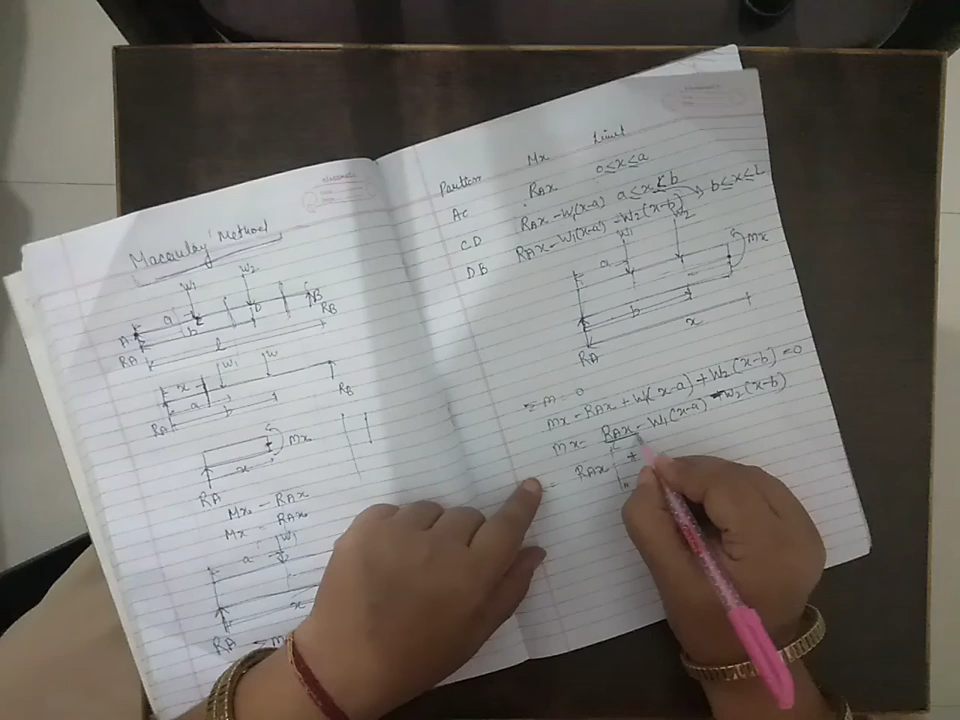 Macaulay' Method
W1
W2
a
b
A
B
RA
l
RB
x
W1
W
a
b
RA
RB
Mx
x
RA
Mx - RAx
Mx = RAx
a
W1
x
RA
Portion Mx Limit
AC RAx 0≤x≤a
CD RAx - W1(x-a) a≤x≤b
DB RAx - W1(x-a) - W2(x-b) → b≤x≤L
W1
W2
a
Mx
b
x
RA
Σm = 0
Mx - RAx + W1(x-a) + W2(x-b) = 0
Mx = RAx - W1(x-a) - W2(x-b)
= RAx